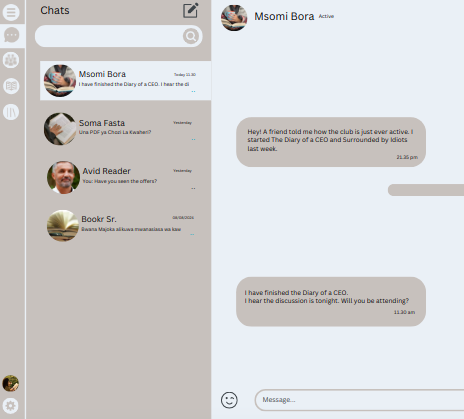 Chats
Msomi Bora
Today 11.30
I have finished the Diary of a CEO. I hear the di
..
Soma Fasta
Yesterday
Una PDF ya Chozi La Kwaheri?
..
Avid Reader
Yesterday
You: Have you seen the offers?
..
Bookr Sr.
08/08/2024
Bwana Majoka alikuwa mwanasiasa wa kwa
..
Msomi Bora Active
Hey! A friend told me how the club is just ever active. I
started The Diary of a CEO and Surrounded by Idiots
last week.
21.35 pm
I have finished the Diary of a CEO.
I hear the discussion is tonight. Will you be attending?
11.30 am
Message...